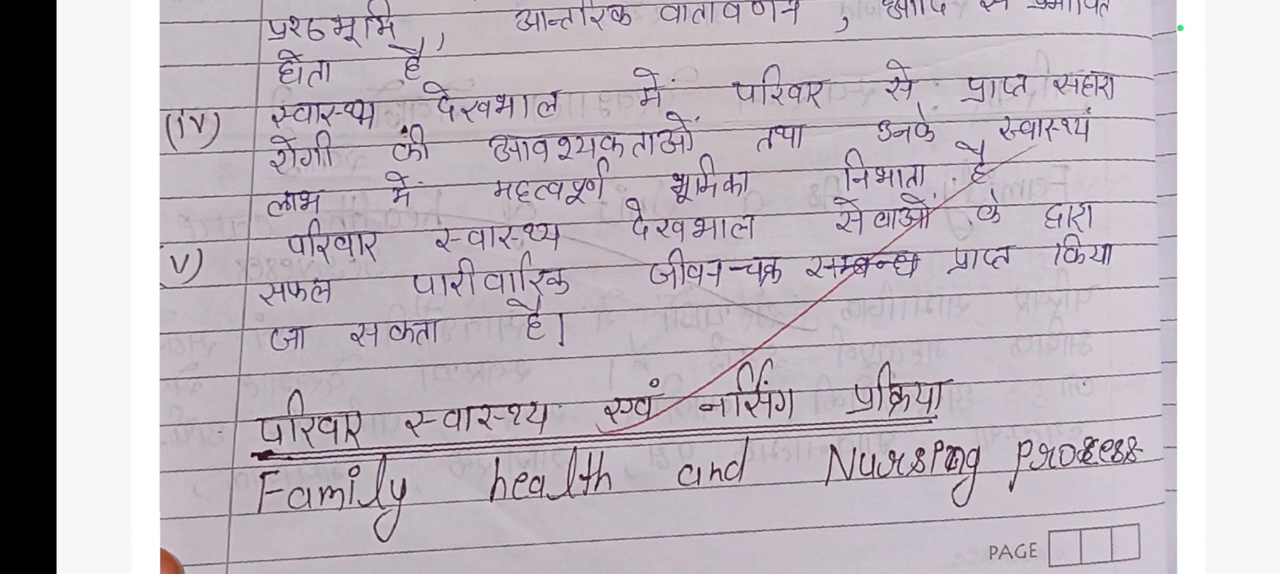 पृष्ठभूमि, आन्तरिक वातावणन, आदि से प्रभावित
होता है,
(iv) स्वास्थ्य देखभाल में परिवार से प्राप्त सहारा
रोगी की आवश्यकताओं तथा उनके स्वास्थ्य
लाभ में महत्वपूर्ण भूमिका निभाता है
v) परिवार स्वास्थ्य देखभाल सेवाओं के द्वारा
सफल पारीवारिक जीवन-चक्र सम्बन्ध प्राप्त किया
जा सकता है।
परिवार स्वास्थ्य एवं नर्सिंग प्रक्रिया
Family health and Nursing process
PAGE